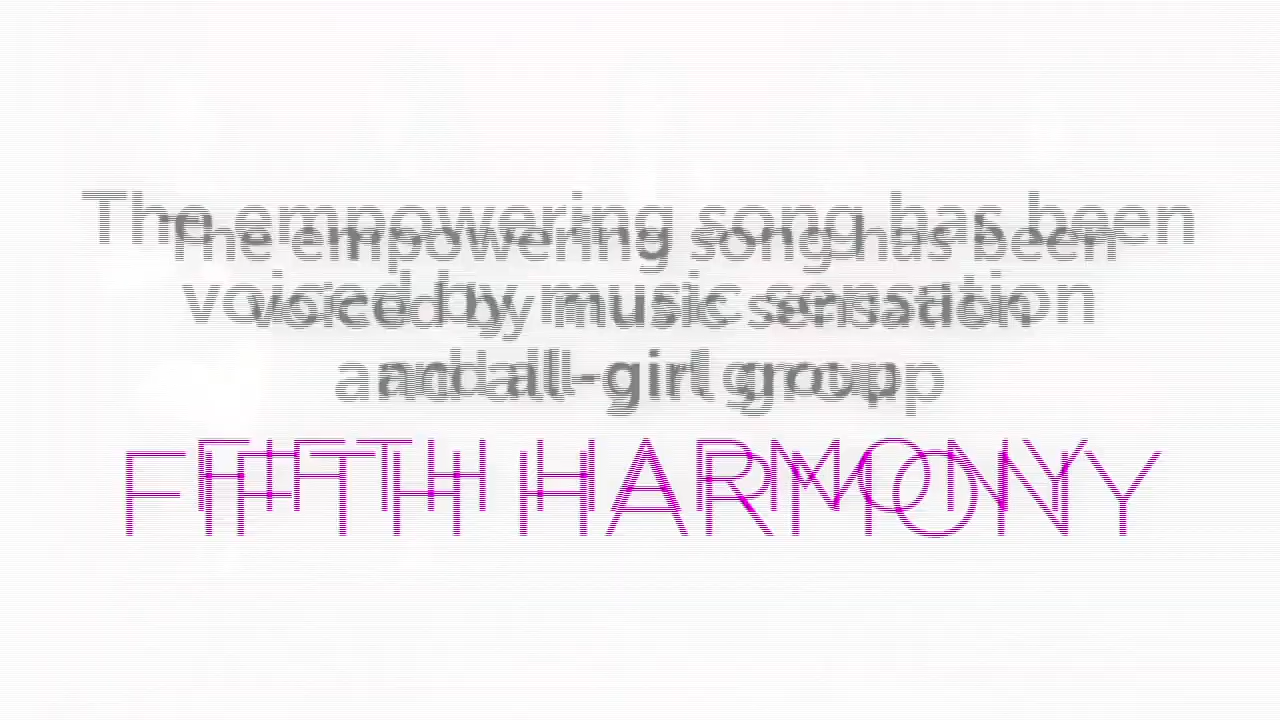 The empowering song has been
voiced by music sensation
and all-girl group
FIFTH HARMONY